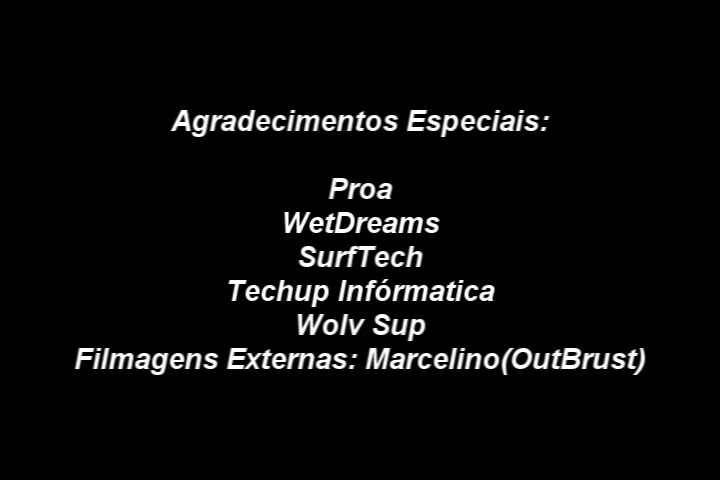 Agradecimentos Especiais:
Proa
WetDreams
SurfTech
Techup Infórmatica
Wolv Sup
Filmagens Externas: Marcelino(OutBrust)